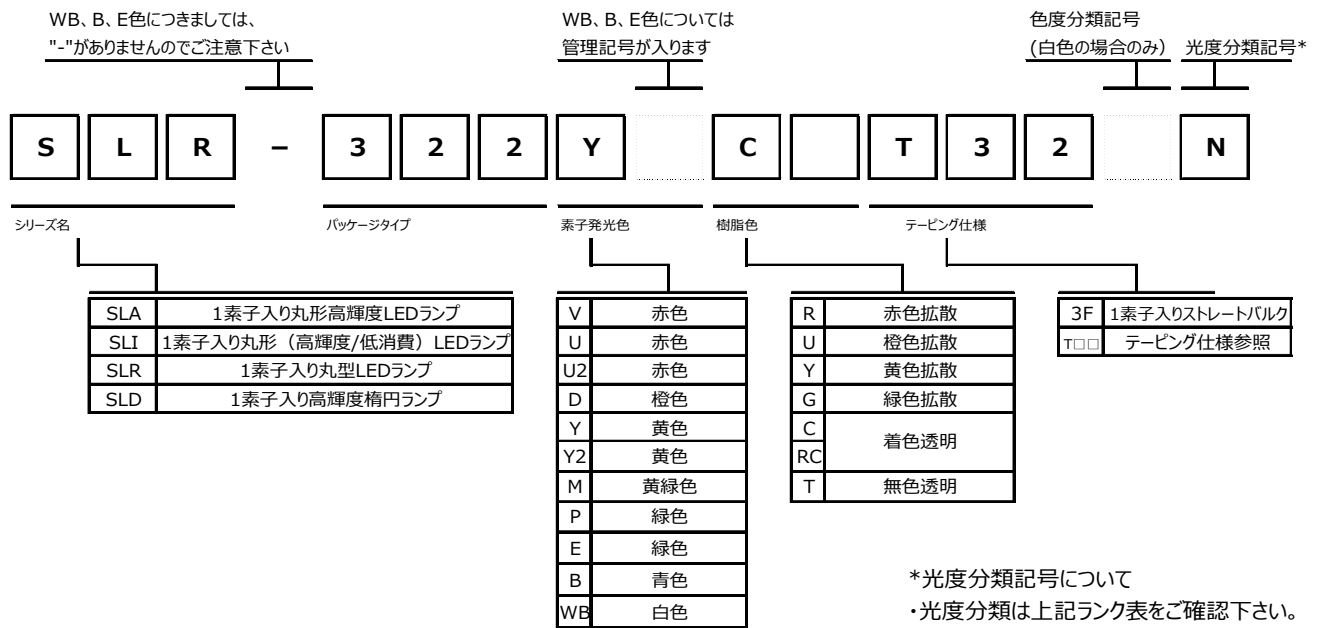 WB、B、E色につきましては、
"-"がありませんのでご注意下さい
WB、B、E色については
管理記号が入ります
色度分類記号
(白色の場合のみ)
光度分類記号*
S L R – 3 2 2 Y C T 3 2 N
シリーズ名
パッケージタイプ
素子発光色
樹脂色
テーピング仕様
SLA 1素子入り丸形高輝度LEDランプ
SLI 1素子入り丸形（高輝度/低消費）LEDランプ
SLR 1素子入り丸型LEDランプ
SLD 1素子入り高輝度楕円ランプ
V 赤色
U 赤色
U2 赤色
D 橙色
Y 黄色
Y2 黄色
M 黄緑色
P 緑色
E 緑色
B 青色
WB 白色
R 赤色拡散
U 橙色拡散
Y 黄色拡散
G 緑色拡散
C
RC
着色透明
T 無色透明
3F 1素子入りストレートバルク
T□□ テーピング仕様参照
*光度分類記号について
・光度分類は上記ランク表をご確認下さい。